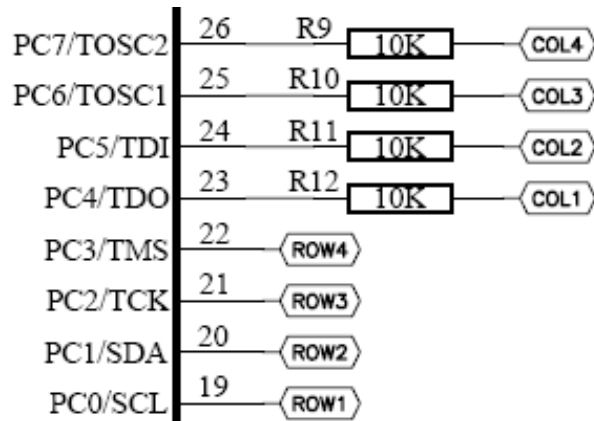 PC7/TOSC2 26 R9 10K COL4
PC6/TOSC1 25 R10 10K COL3
PC5/TDI 24 R11 10K COL2
PC4/TDO 23 R12 10K COL1
PC3/TMS 22 ROW4
PC2/TCK 21 ROW3
PC1/SDA 20 ROW2
PC0/SCL 19 ROW1